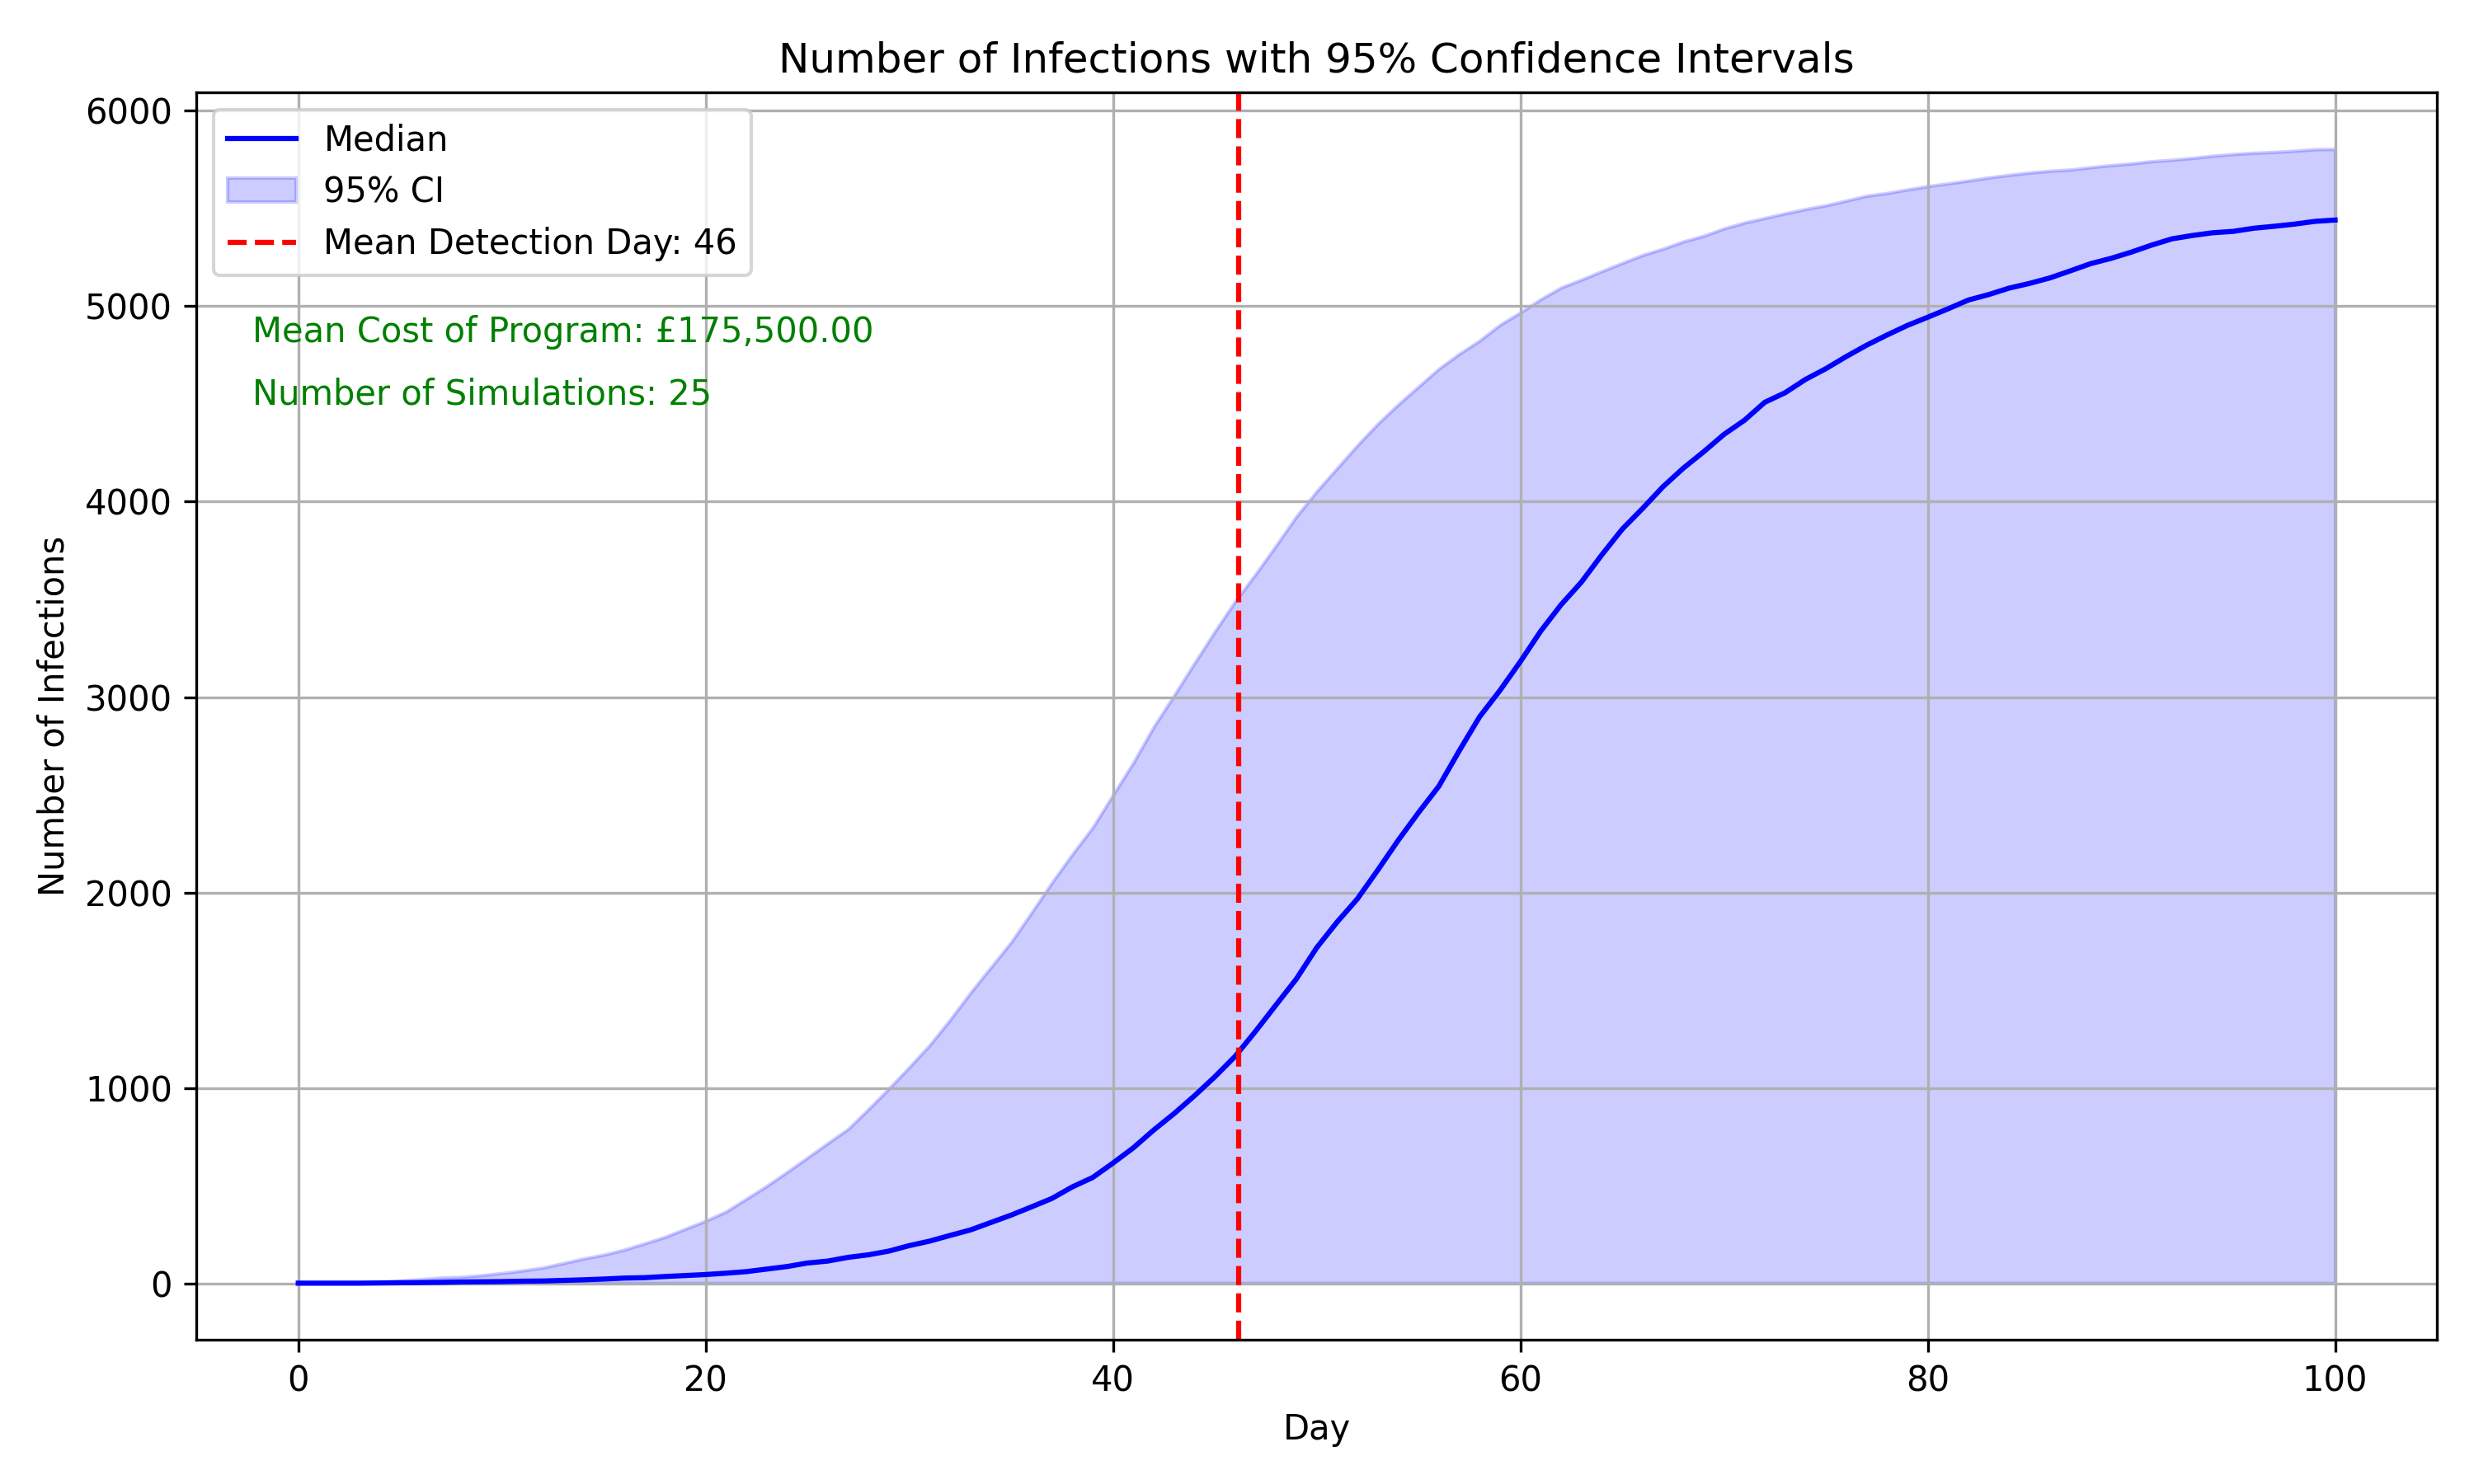 Number of Infections with 95% Confidence Intervals
6000
5000
4000
3000
2000
1000
0
Number of Infections
Median
95% CI
Mean Detection Day: 46
Mean Cost of Program: £175,500.00
Number of Simulations: 25
0 20 40 60 80 100
Day